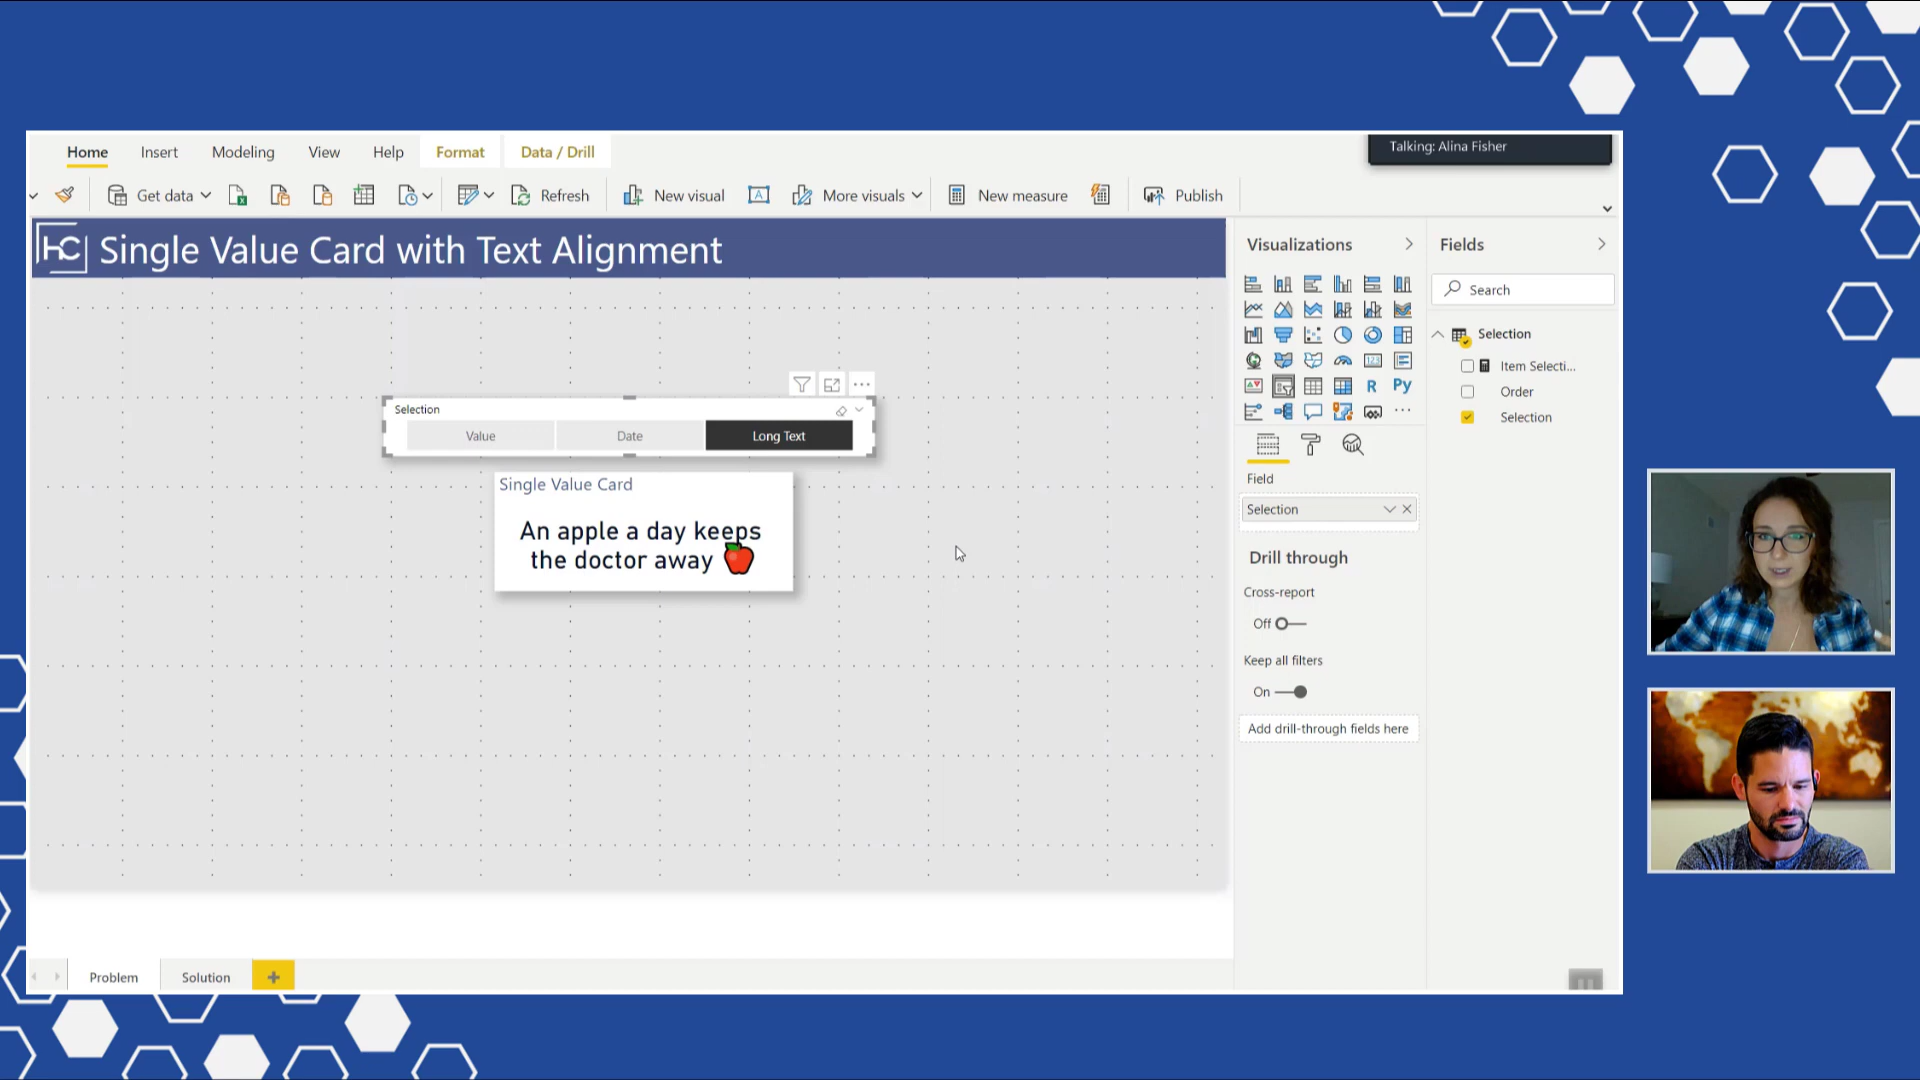 Home Insert Modeling View Help Format Data / Drill
Talking: Alina Fisher
Get data Refresh New visual More visuals New measure Publish
hc Single Value Card with Text Alignment
Visualizations
Fields
Search
Selection
Item Selecti...
Order
Selection
R Py
Selection
Value Date Long Text
Single Value Card
An apple a day keeps
the doctor away 🍎
Field
Selection
Drill through
Cross-report
Off
Keep all filters
On
Add drill-through fields here
Problem Solution +